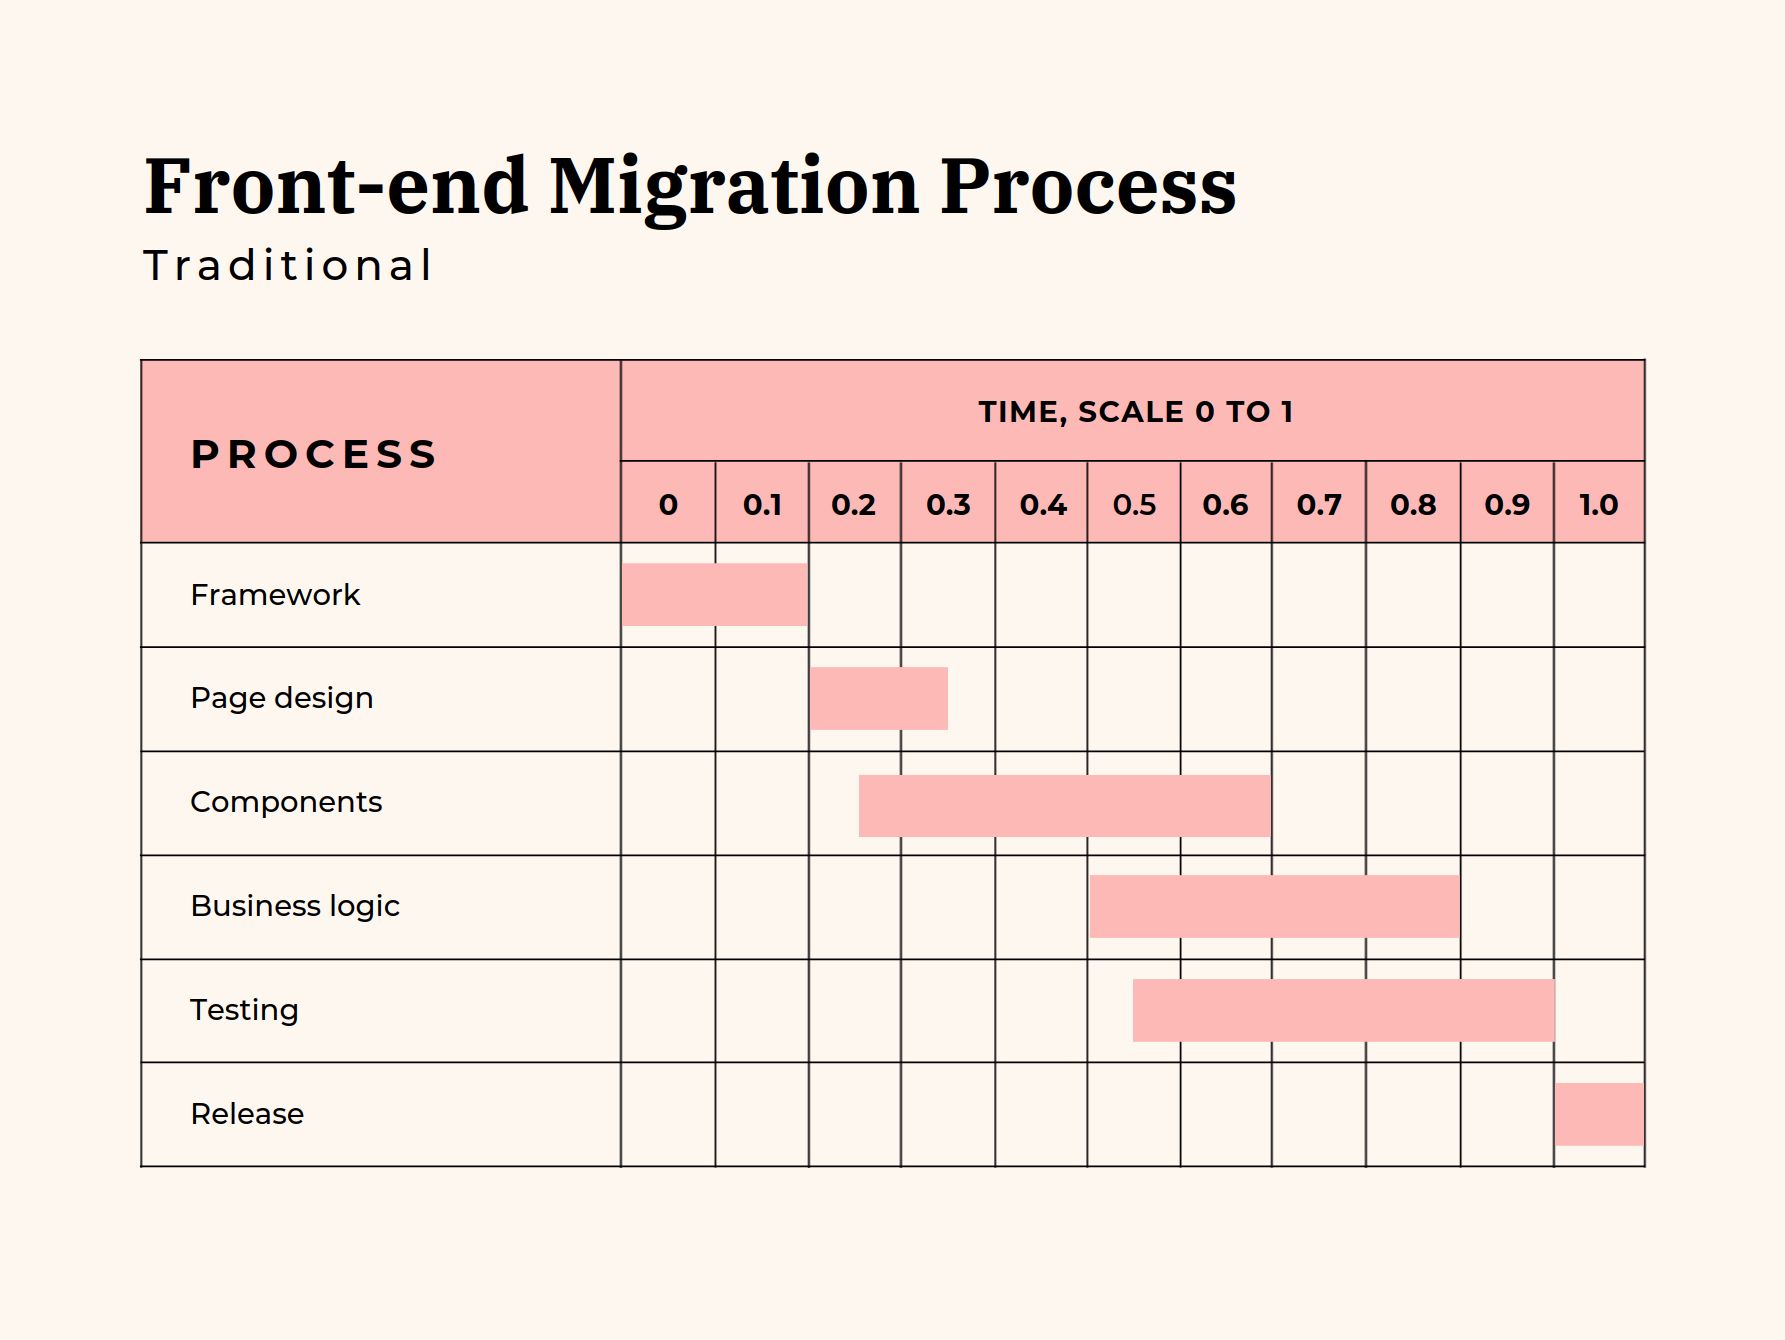 Front-end Migration Process
Traditional
PROCESS
TIME, SCALE 0 TO 1
0 0.1 0.2 0.3 0.4 0.5 0.6 0.7 0.8 0.9 1.0
Framework
Page design
Components
Business logic
Testing
Release